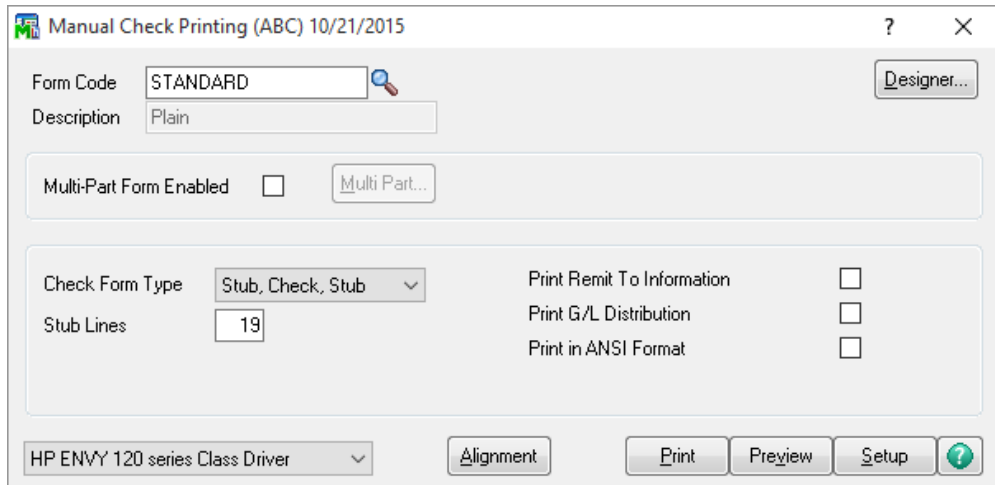 Manual Check Printing (ABC) 10/21/2015 ?
Form Code STANDARD Designer...
Description Plain
Multi-Part Form Enabled Multi Part...
Check Form Type Stub, Check, Stub Print Remit To Information
Stub Lines 19 Print G/L Distribution
Print in ANSI Format
HP ENVY 120 series Class Driver Alignment Print Preview Setup ?